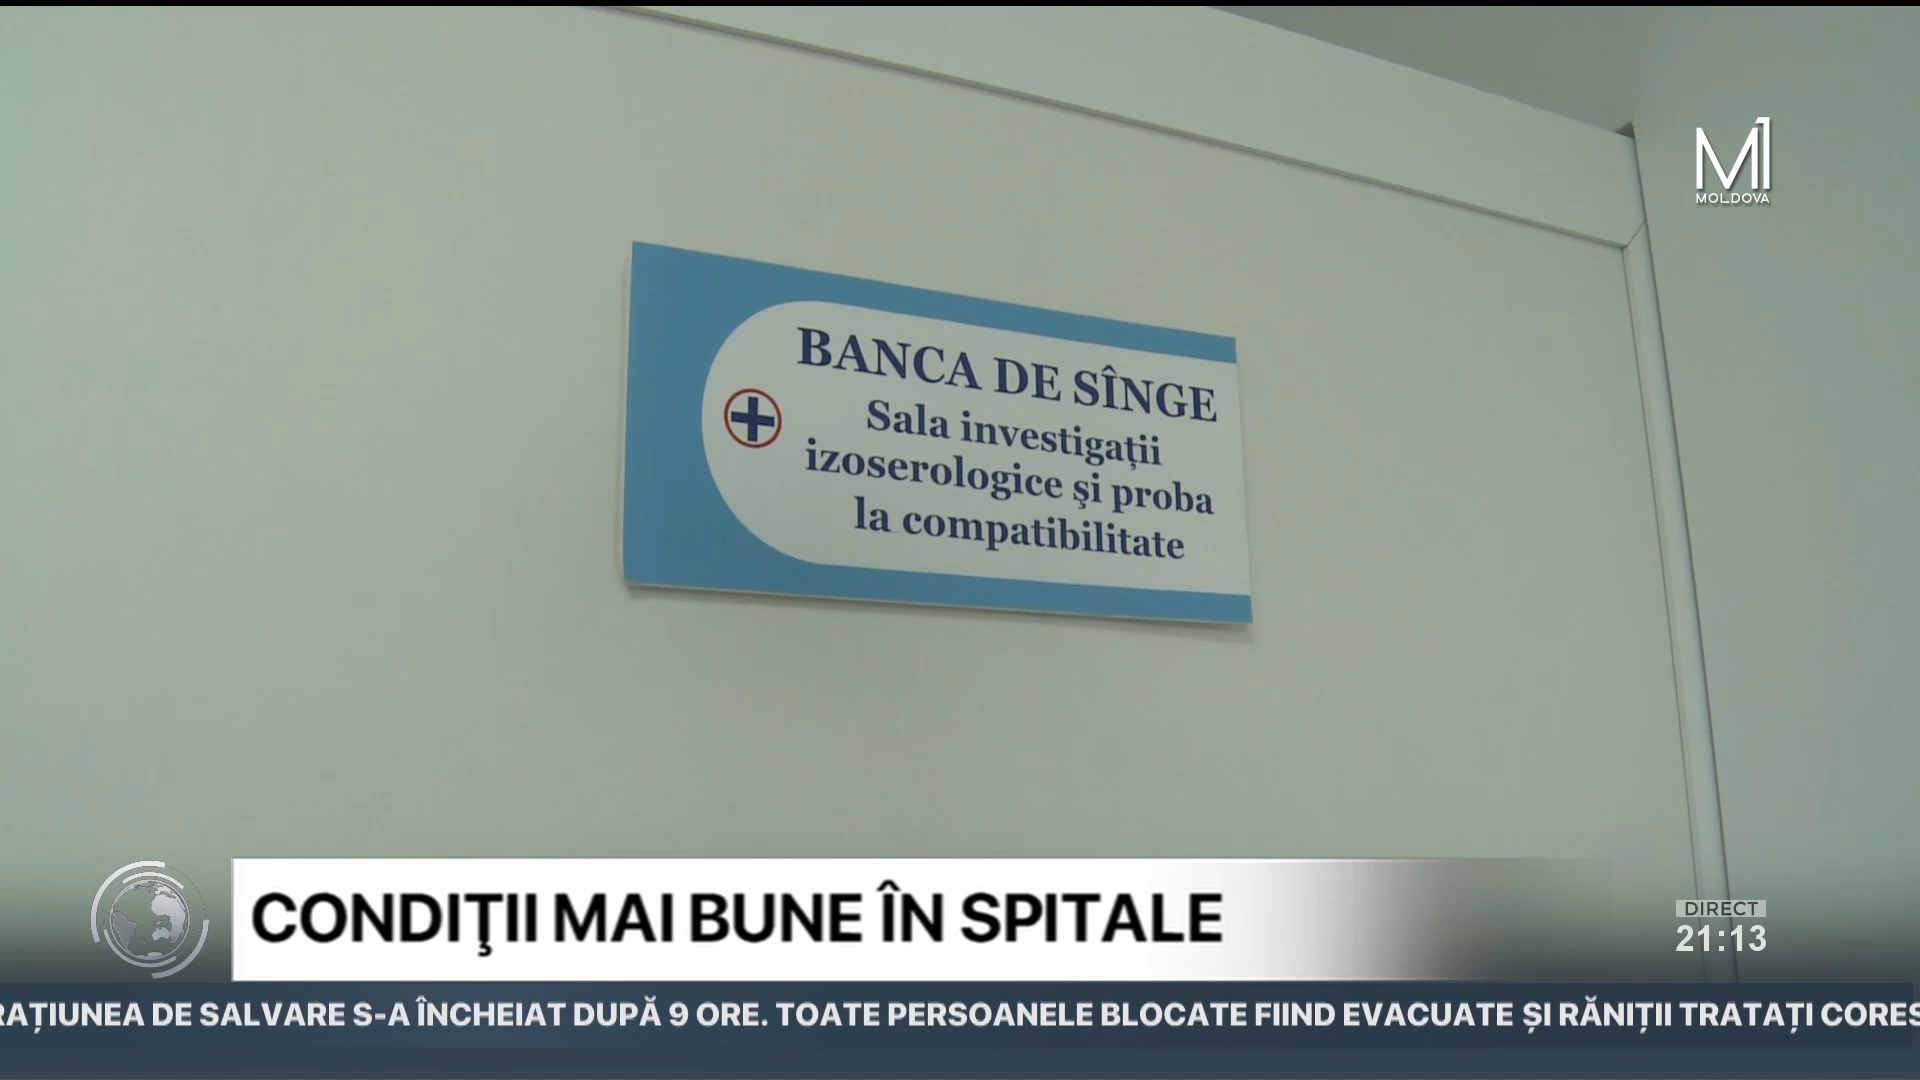 M1
MOLDOVA
BANCA DE SÎNGE
Sala investigații
izoserologice şi proba
la compatibilitate
CONDIŢII MAI BUNE ÎN SPITALE
DIRECT
21:13
RAȚIUNEA DE SALVARE S-A ÎNCHEIAT DUPĂ 9 ORE. TOATE PERSOANELE BLOCATE FIIND EVACUATE ȘI RĂNIȚII TRATAȚI CORES